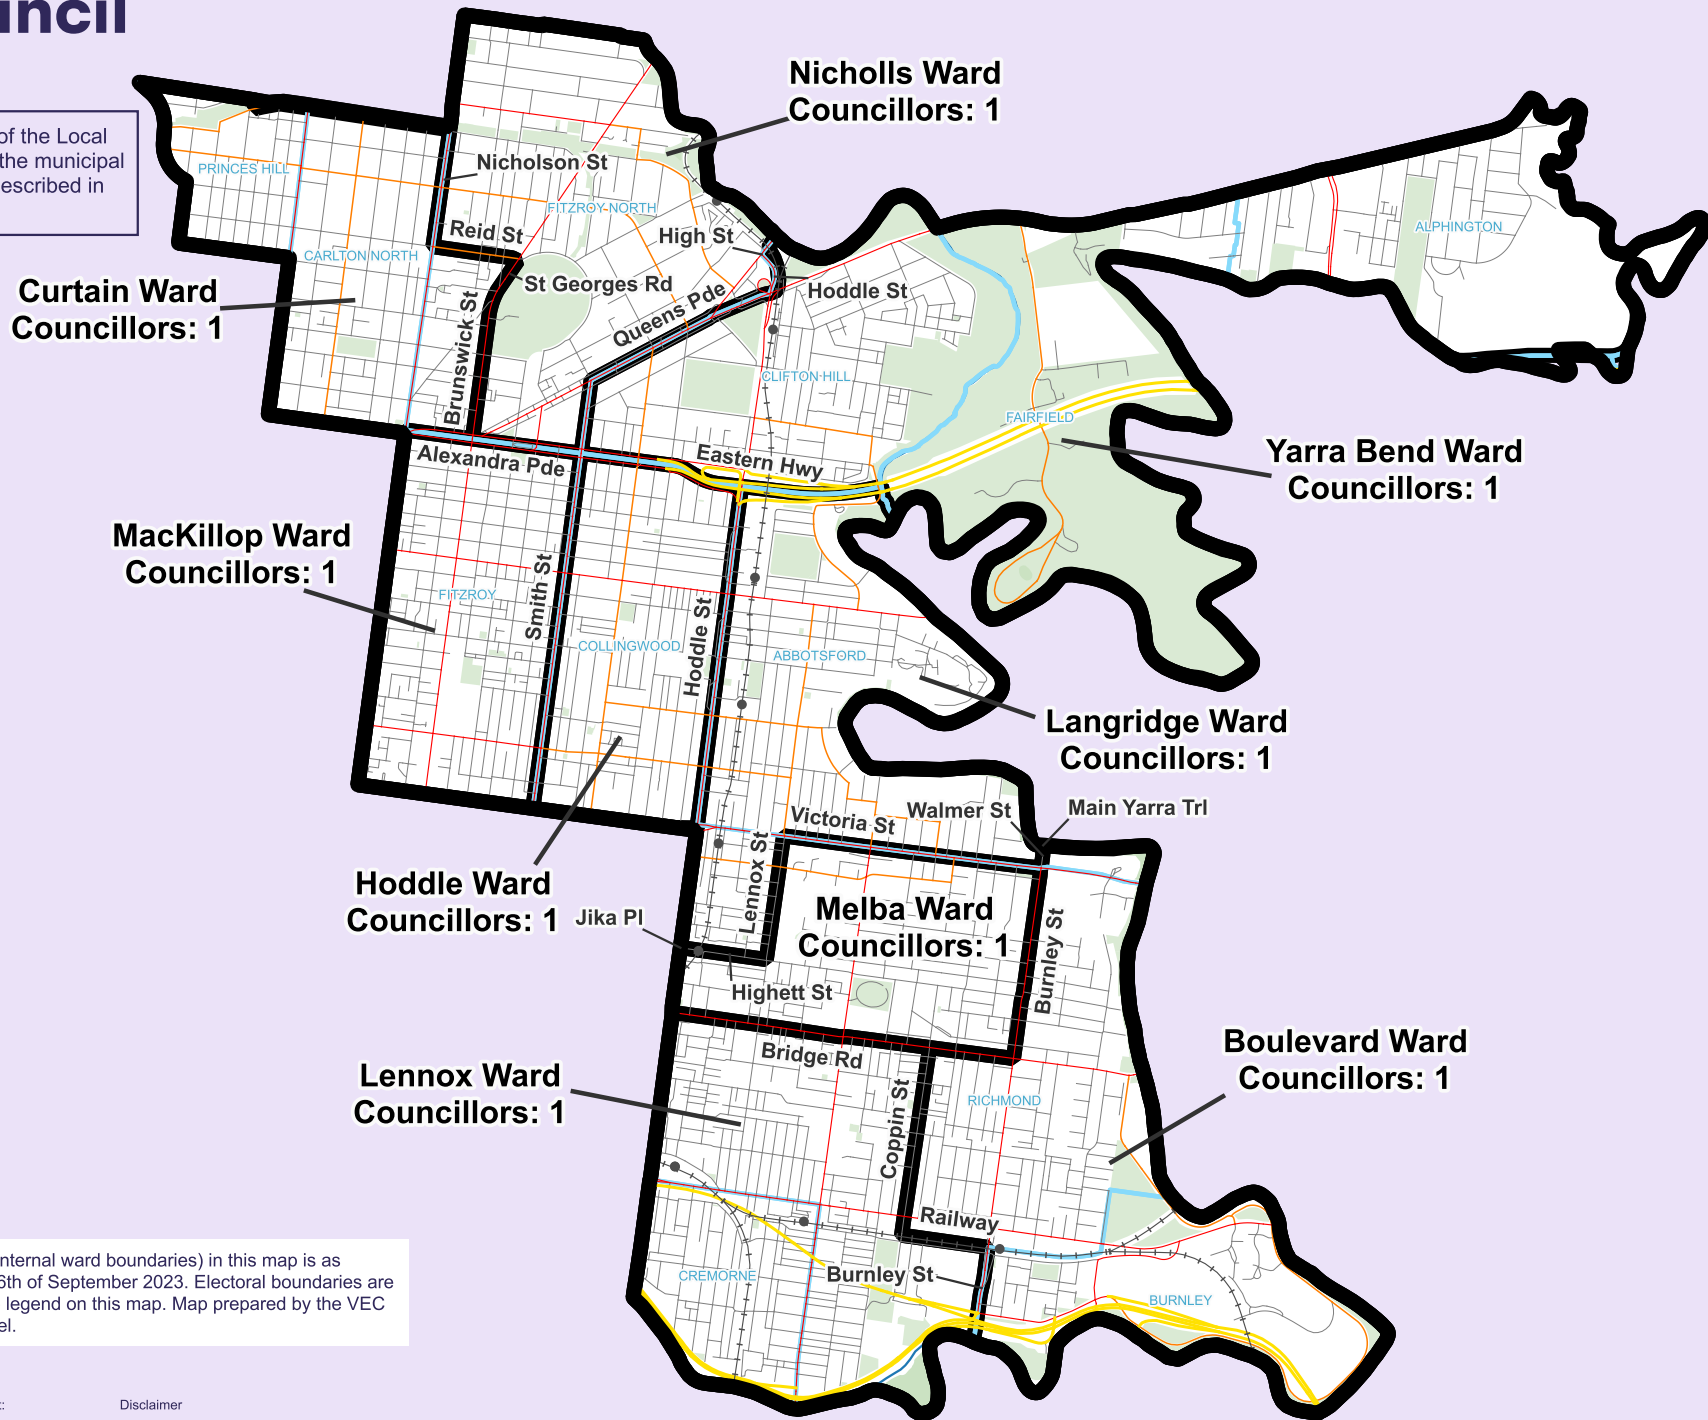 of the Local
the municipal
Nicholls Ward
Councillors: 1
PRINCES HILL
Nicholson St
FITZROY NORTH
Reid St
High St
CARLTON NORTH
ALPHINGTON
Curtain Ward
Councillors: 1
St Georges Rd
Hoddle St
Queens Pde
Brunswick St
CLIFTON HILL
FAIRFIELD
Alexandra Pde
Eastern Hwy
Yarra Bend Ward
Councillors: 1
MacKillop Ward
Councillors: 1
FITZROY
Smith St
COLLINGWOOD
Hoddle St
ABBOTSFORD
Langridge Ward
Councillors: 1
Victoria St
Walmer St
Main Yarra Trl
Hoddle Ward
Councillors: 1
Jika Pl
Lennox St
Melba Ward
Councillors: 1
Burnley St
Highett St
Bridge Rd
Lennox Ward
Councillors: 1
Coppin St
RICHMOND
Boulevard Ward
Councillors: 1
Railway
CREMORNE
Burnley St
BURNLEY
internal ward boundaries) in this map is as
6th of September 2023. Electoral boundaries are
legend on this map. Map prepared by the VEC
Disclaimer